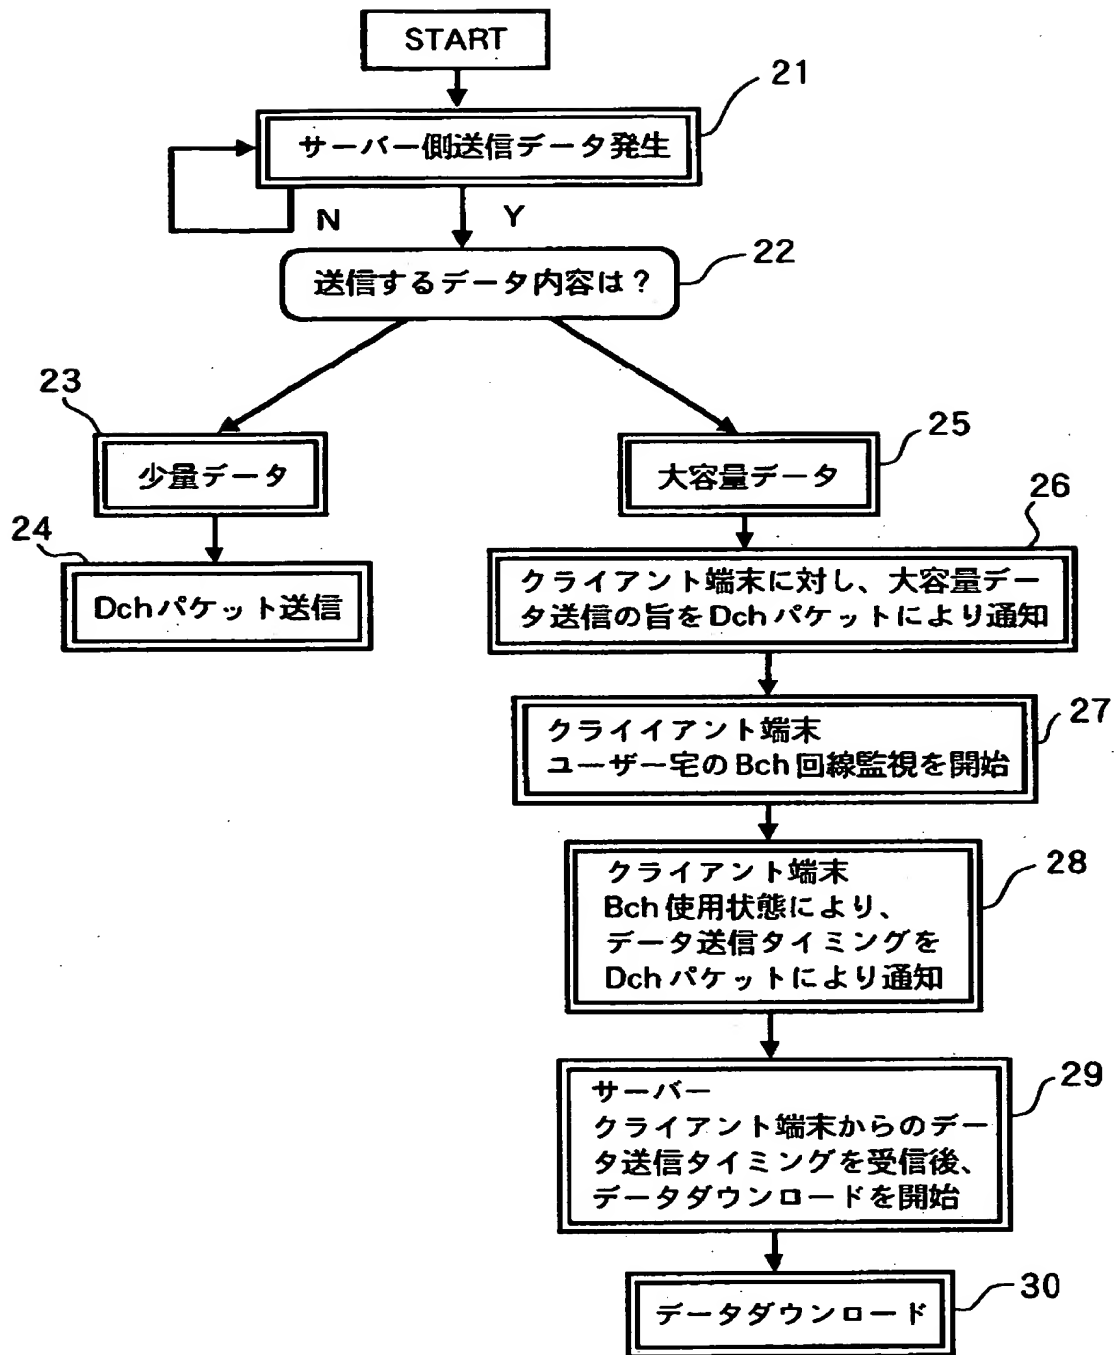 START
21
サーバー側送信データ発生
N
Y
送信するデータ内容は?
22
23
少量データ
24
Dchパケット送信
25
大容量データ
26
クライアント端末に対し、大容量デー
タ送信の旨をDchパケットにより通知
27
クライイアント端末
ユーザー宅のBch回線監視を開始
28
クライアント端末
Bch使用状態により、
データ送信タイミングを
Dchパケットにより通知
29
サーバー
クライアント端末からのデー
タ送信タイミングを受信後、
データダウンロードを開始
30
データダウンロード